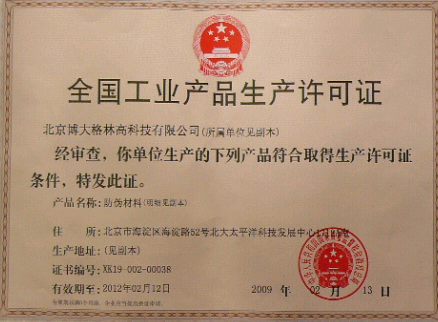 全国工业产品生产许可证
北京博大格林高科技有限公司(所属单位见副本)
经审查，你单位生产的下列产品符合取得生产许可证
条件，特发此证。
产品名称：防伪材料(明细见副本)
住 所：北京市海淀区海淀路52号北大太平洋科技发展中心
生产地址：(见副本)
证书编号：XK19-002-00038
有效期至：2012年02月12日
2009 年 02 月 13 日